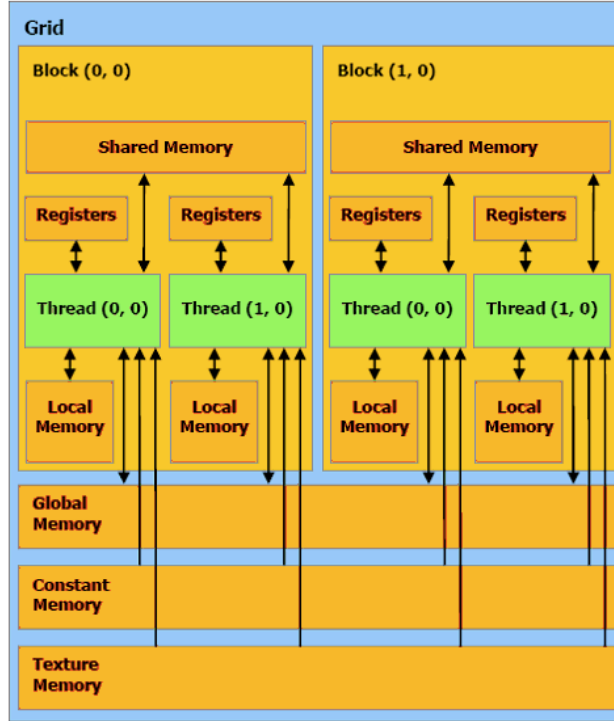 Grid
Block (0, 0)
Block (1, 0)
Shared Memory
Shared Memory
Registers
Registers
Registers
Registers
Thread (0, 0)
Thread (1, 0)
Thread (0, 0)
Thread (1, 0)
Local
Memory
Local
Memory
Local
Memory
Local
Memory
Global
Memory
Constant
Memory
Texture
Memory